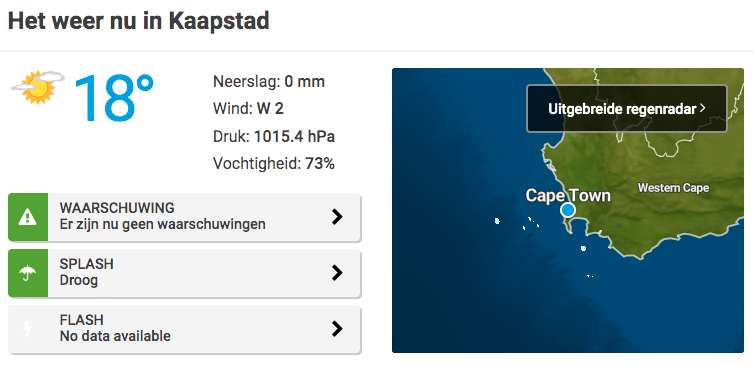 Het weer nu in Kaapstad
18°
Neerslag: 0 mm
Wind: W 2
Druk: 1015.4 hPa
Vochtigheid: 73%
WAARSCHUWING
Er zijn nu geen waarschuwingen
SPLASH
Droog
FLASH
No data available
Uitgebreide regenradar
Cape Town
Western Cape